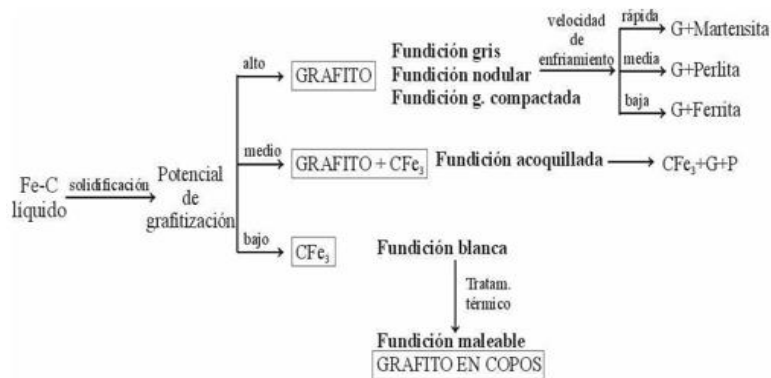 Fe-C
líquido
solidificación
Potencial
de
grafitización
alto
GRAFITO
Fundición gris
Fundición nodular
Fundición g. compactada
velocidad
de
enfriamiento
rápida
G+Martensita
media
G+Perlita
baja
G+Ferrita
medio
GRAFITO + CFe₃
Fundición acoquillada
CFe₃+G+P
bajo
CFe₃
Fundición blanca
Tratam.
térmico
Fundición maleable
GRAFITO EN COPOS